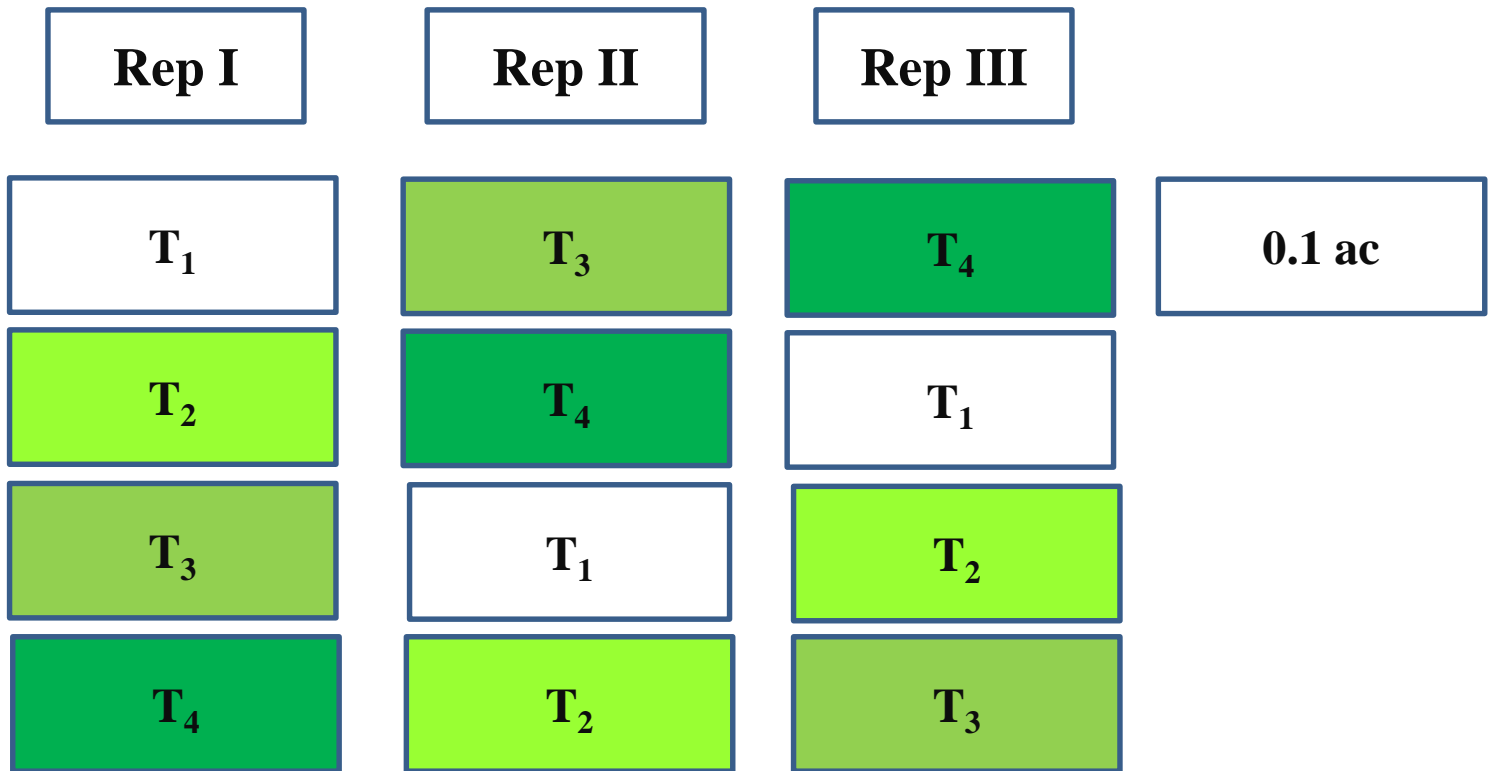 Rep I Rep II Rep III
T₁ T₃ T₄ 0.1 ac
T₂ T₄ T₁
T₃ T₁ T₂
T₄ T₂ T₃